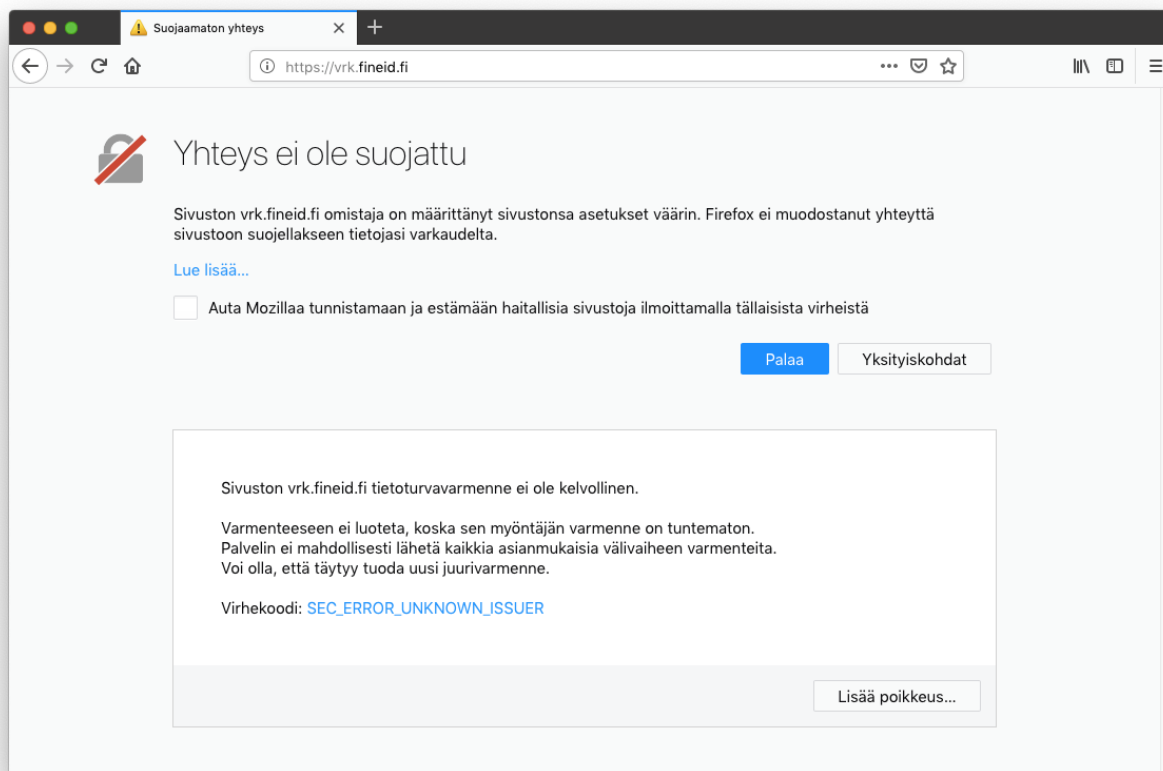 Suojaamaton yhteys
https://vrk.fineid.fi
Yhteys ei ole suojattu
Sivuston vrk.fineid.fi omistaja on määrittänyt sivustonsa asetukset väärin. Firefox ei muodostanut yhteyttä
sivustoon suojellakseen tietojasi varkaudelta.
Lue lisää...
Auta Mozillaa tunnistamaan ja estämään haitallisia sivustoja ilmoittamalla tällaisista virheistä
Palaa
Yksityiskohdat
Sivuston vrk.fineid.fi tietoturvavarmenne ei ole kelvollinen.
Varmenteeseen ei luoteta, koska sen myöntäjän varmenne on tuntematon.
Palvelin ei mahdollisesti lähetä kaikkia asianmukaisia välivaiheen varmenteita.
Voi olla, että täytyy tuoda uusi juurivarmenne.
Virhekoodi: SEC_ERROR_UNKNOWN_ISSUER
Lisää poikkeus...